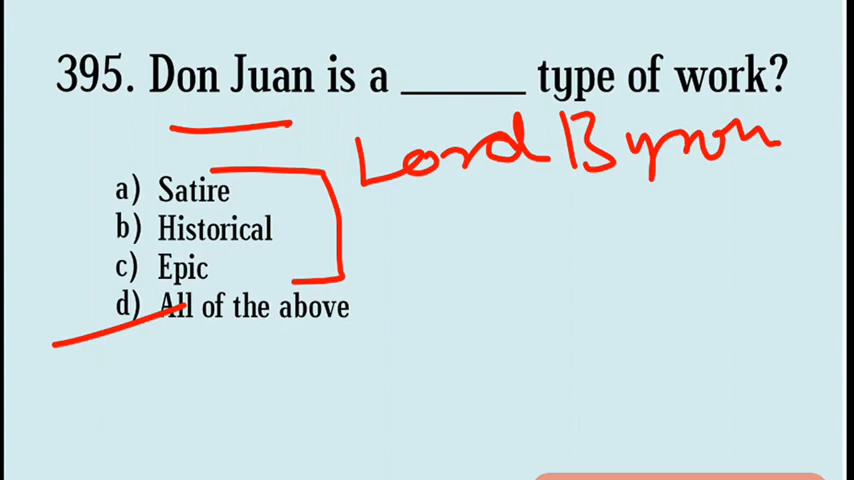 395. Don Juan is a ______ type of work?
Lord Byron
a) Satire
b) Historical
c) Epic
d) All of the above